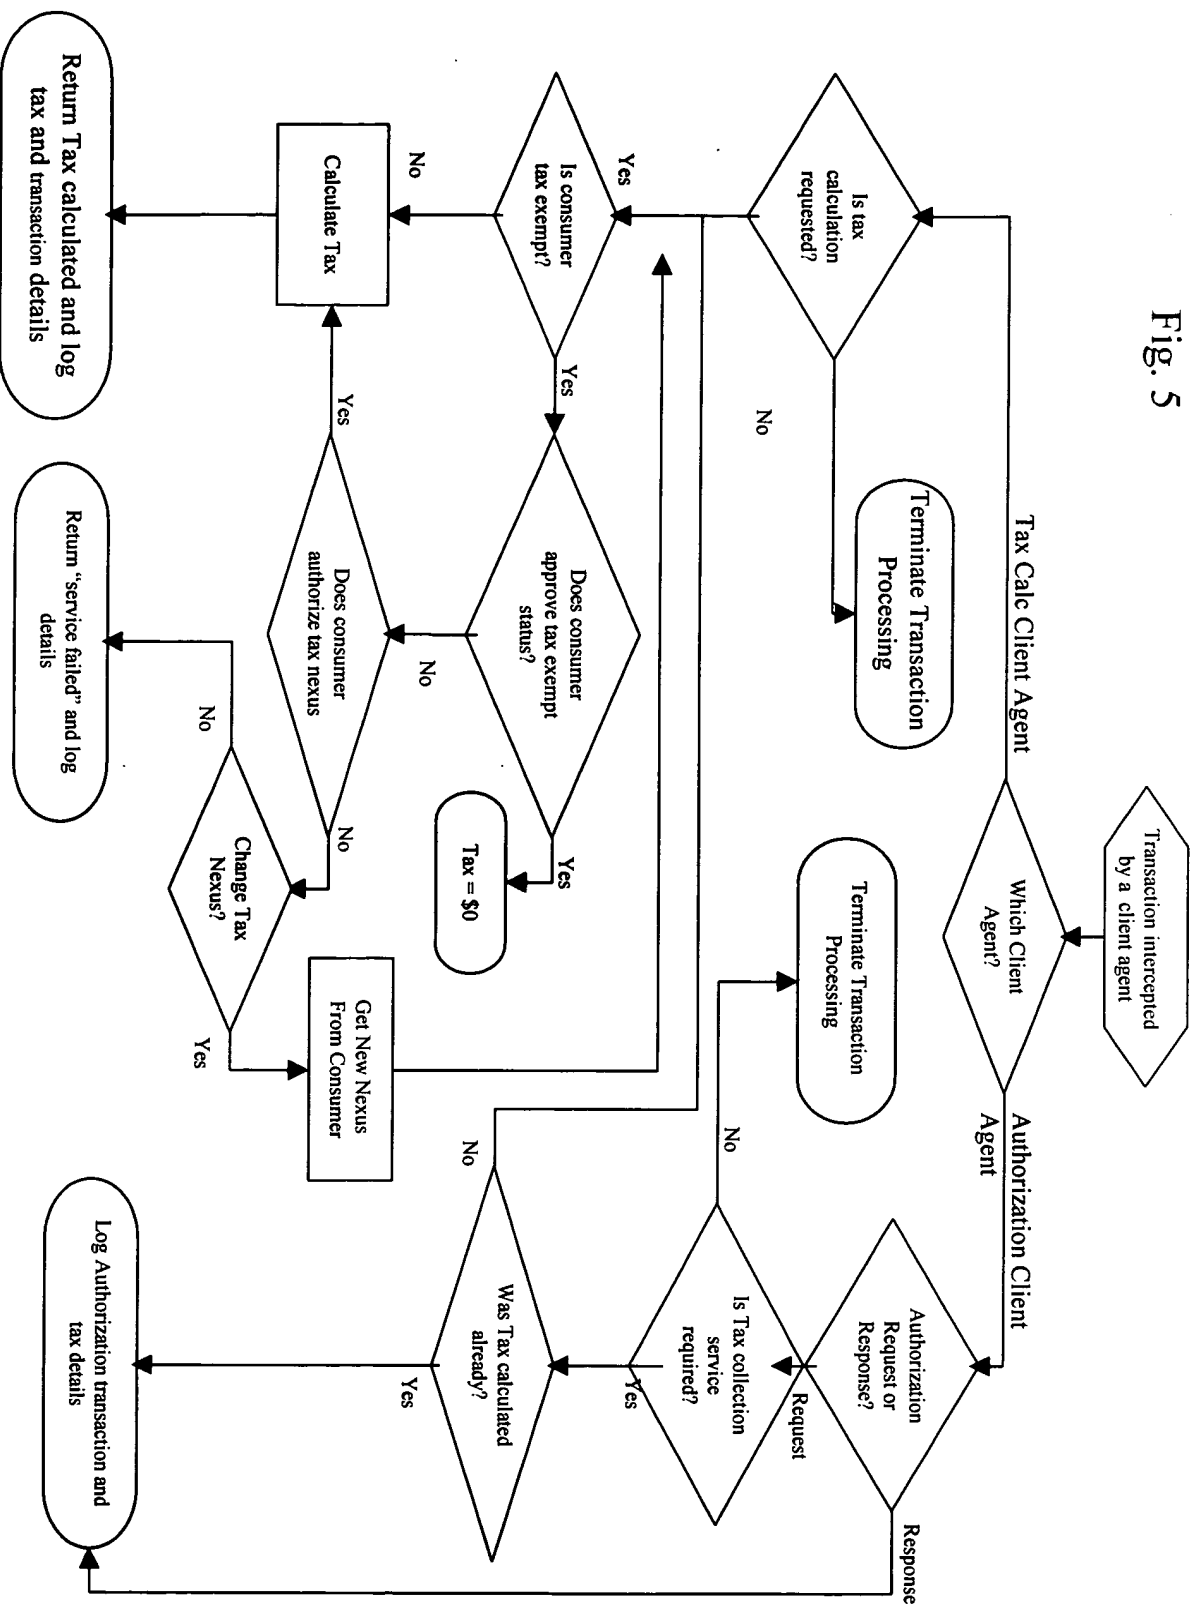 Fig. 5
Transaction intercepted
by a client agent
Which Client
Agent?
Tax Calc Client Agent
Authorization Client
Agent
Is tax
calculation
requested?
No
Terminate Transaction
Processing
Yes
Authorization
Request or
Response?
Response
Request
Terminate Transaction
Processing
No
Is Tax collection
service
required?
Yes
Is consumer
tax exempt?
Yes
No
Does consumer
approve tax exempt
status?
Yes
Tax = $0
No
Was Tax calculated
already?
No
Yes
Calculate Tax
Yes
Does consumer
authorize tax nexus
No
Get New Nexus
From Consumer
Change Tax
Nexus?
Yes
No
Return Tax calculated and log
tax and transaction details
Return “service failed” and log
details
Log Authorization transaction and
tax details